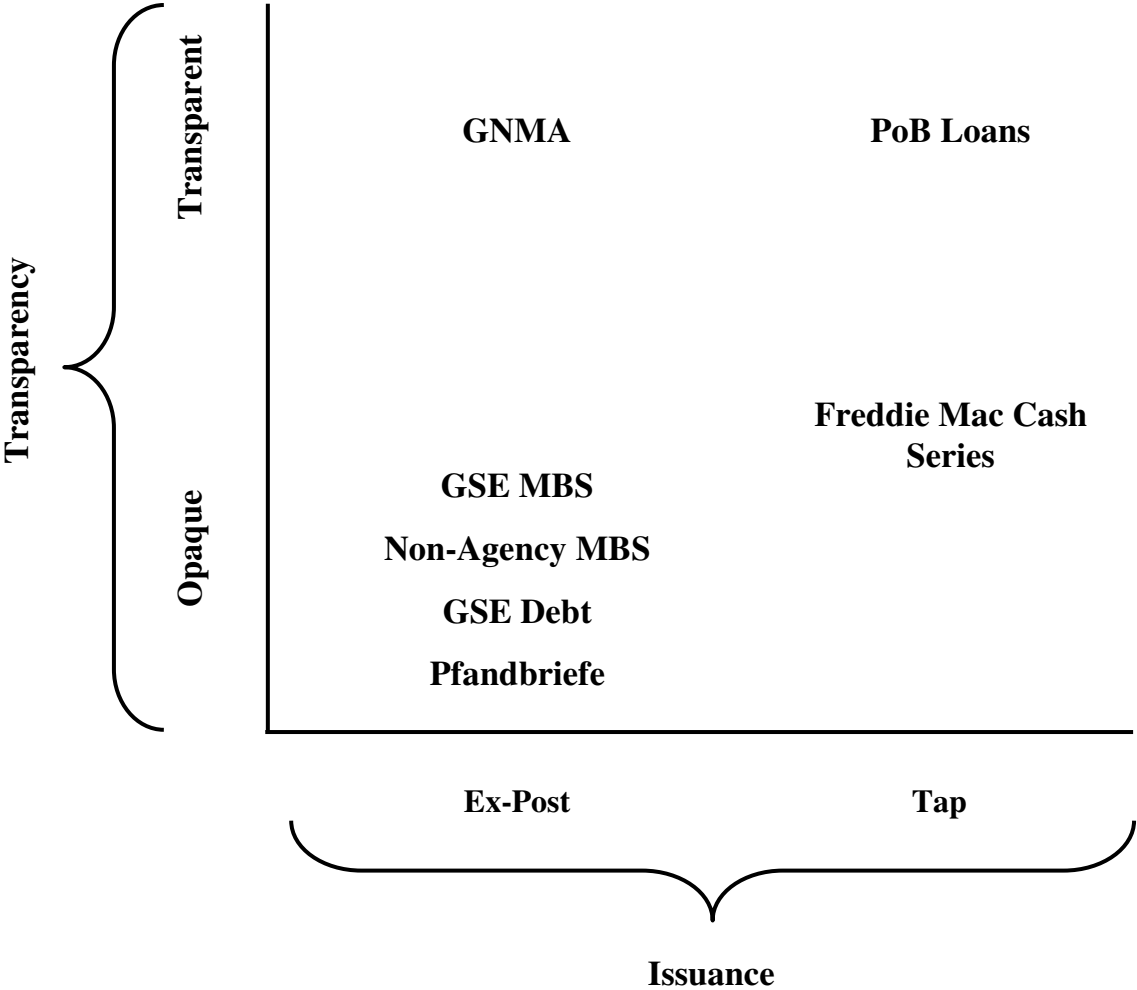 Transparency
Transparent
Opaque
GNMA
PoB Loans
Freddie Mac Cash
Series
GSE MBS
Non-Agency MBS
GSE Debt
Pfandbriefe
Ex-Post
Tap
Issuance